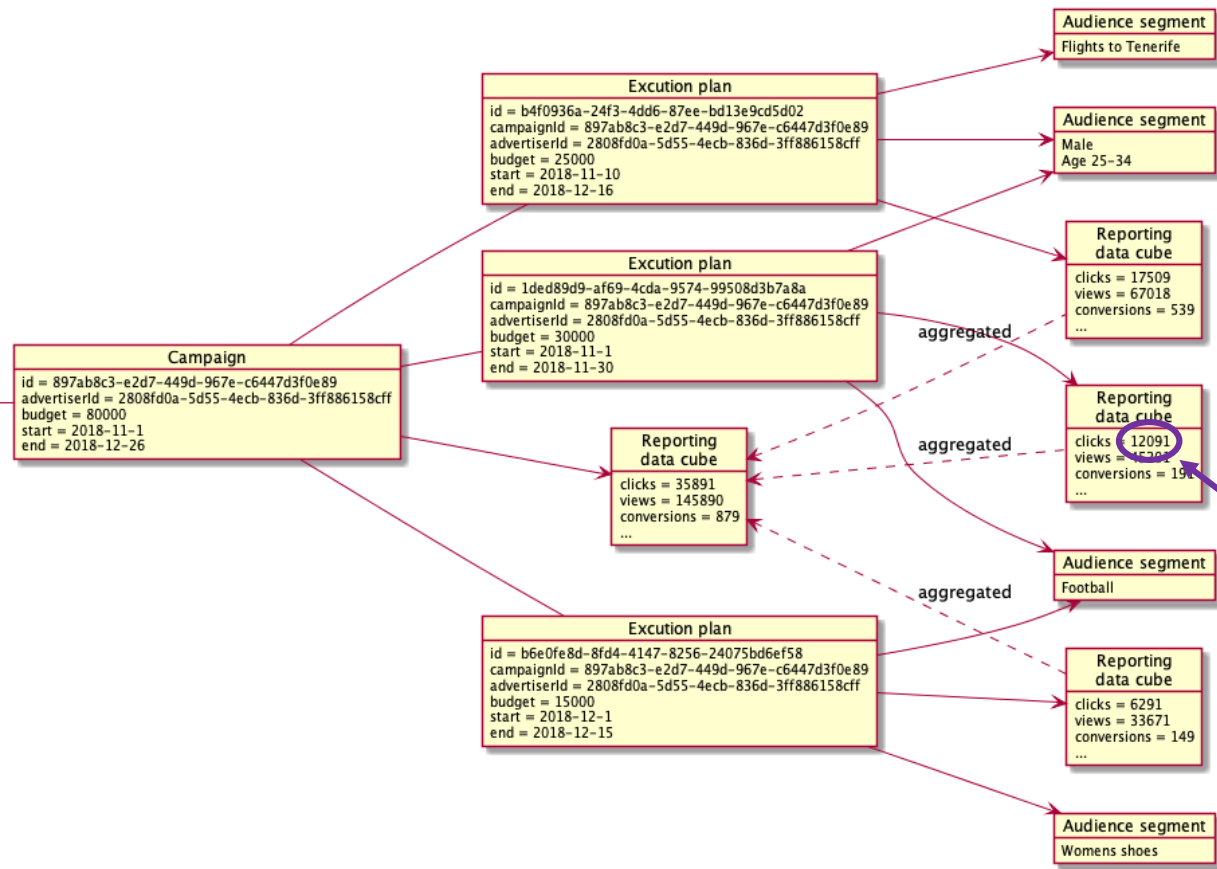 Audience segment
Flights to Tenerife
Excution plan
id = b4f0936a-24f3-4dd6-87ee-bd13e9cd5d02
campaignId = 897ab8c3-e2d7-449d-967e-c6447d3f0e89
advertiserId = 2808fd0a-5d55-4ecb-836d-3ff886158cff
budget = 25000
start = 2018-11-10
end = 2018-12-16
Audience segment
Male
Age 25-34
Reporting
data cube
clicks = 17509
views = 67018
conversions = 539
...
Excution plan
id = 1ded89d9-af69-4cda-9574-99508d3b7a8a
campaignId = 897ab8c3-e2d7-449d-967e-c6447d3f0e89
advertiserId = 2808fd0a-5d55-4ecb-836d-3ff886158cff
budget = 30000
start = 2018-11-1
end = 2018-11-30
aggregated
Campaign
id = 897ab8c3-e2d7-449d-967e-c6447d3f0e89
advertiserId = 2808fd0a-5d55-4ecb-836d-3ff886158cff
budget = 80000
start = 2018-11-1
end = 2018-12-26
Reporting
data cube
clicks = 12091
views =
conversions = 191
...
aggregated
Reporting
data cube
clicks = 35891
views = 145890
conversions = 879
...
Audience segment
Football
aggregated
Excution plan
id = b6e0fe8d-8fd4-4147-8256-24075bd6ef58
campaignId = 897ab8c3-e2d7-449d-967e-c6447d3f0e89
advertiserId = 2808fd0a-5d55-4ecb-836d-3ff886158cff
budget = 15000
start = 2018-12-1
end = 2018-12-15
Reporting
data cube
clicks = 6291
views = 33671
conversions = 149
...
Audience segment
Womens shoes